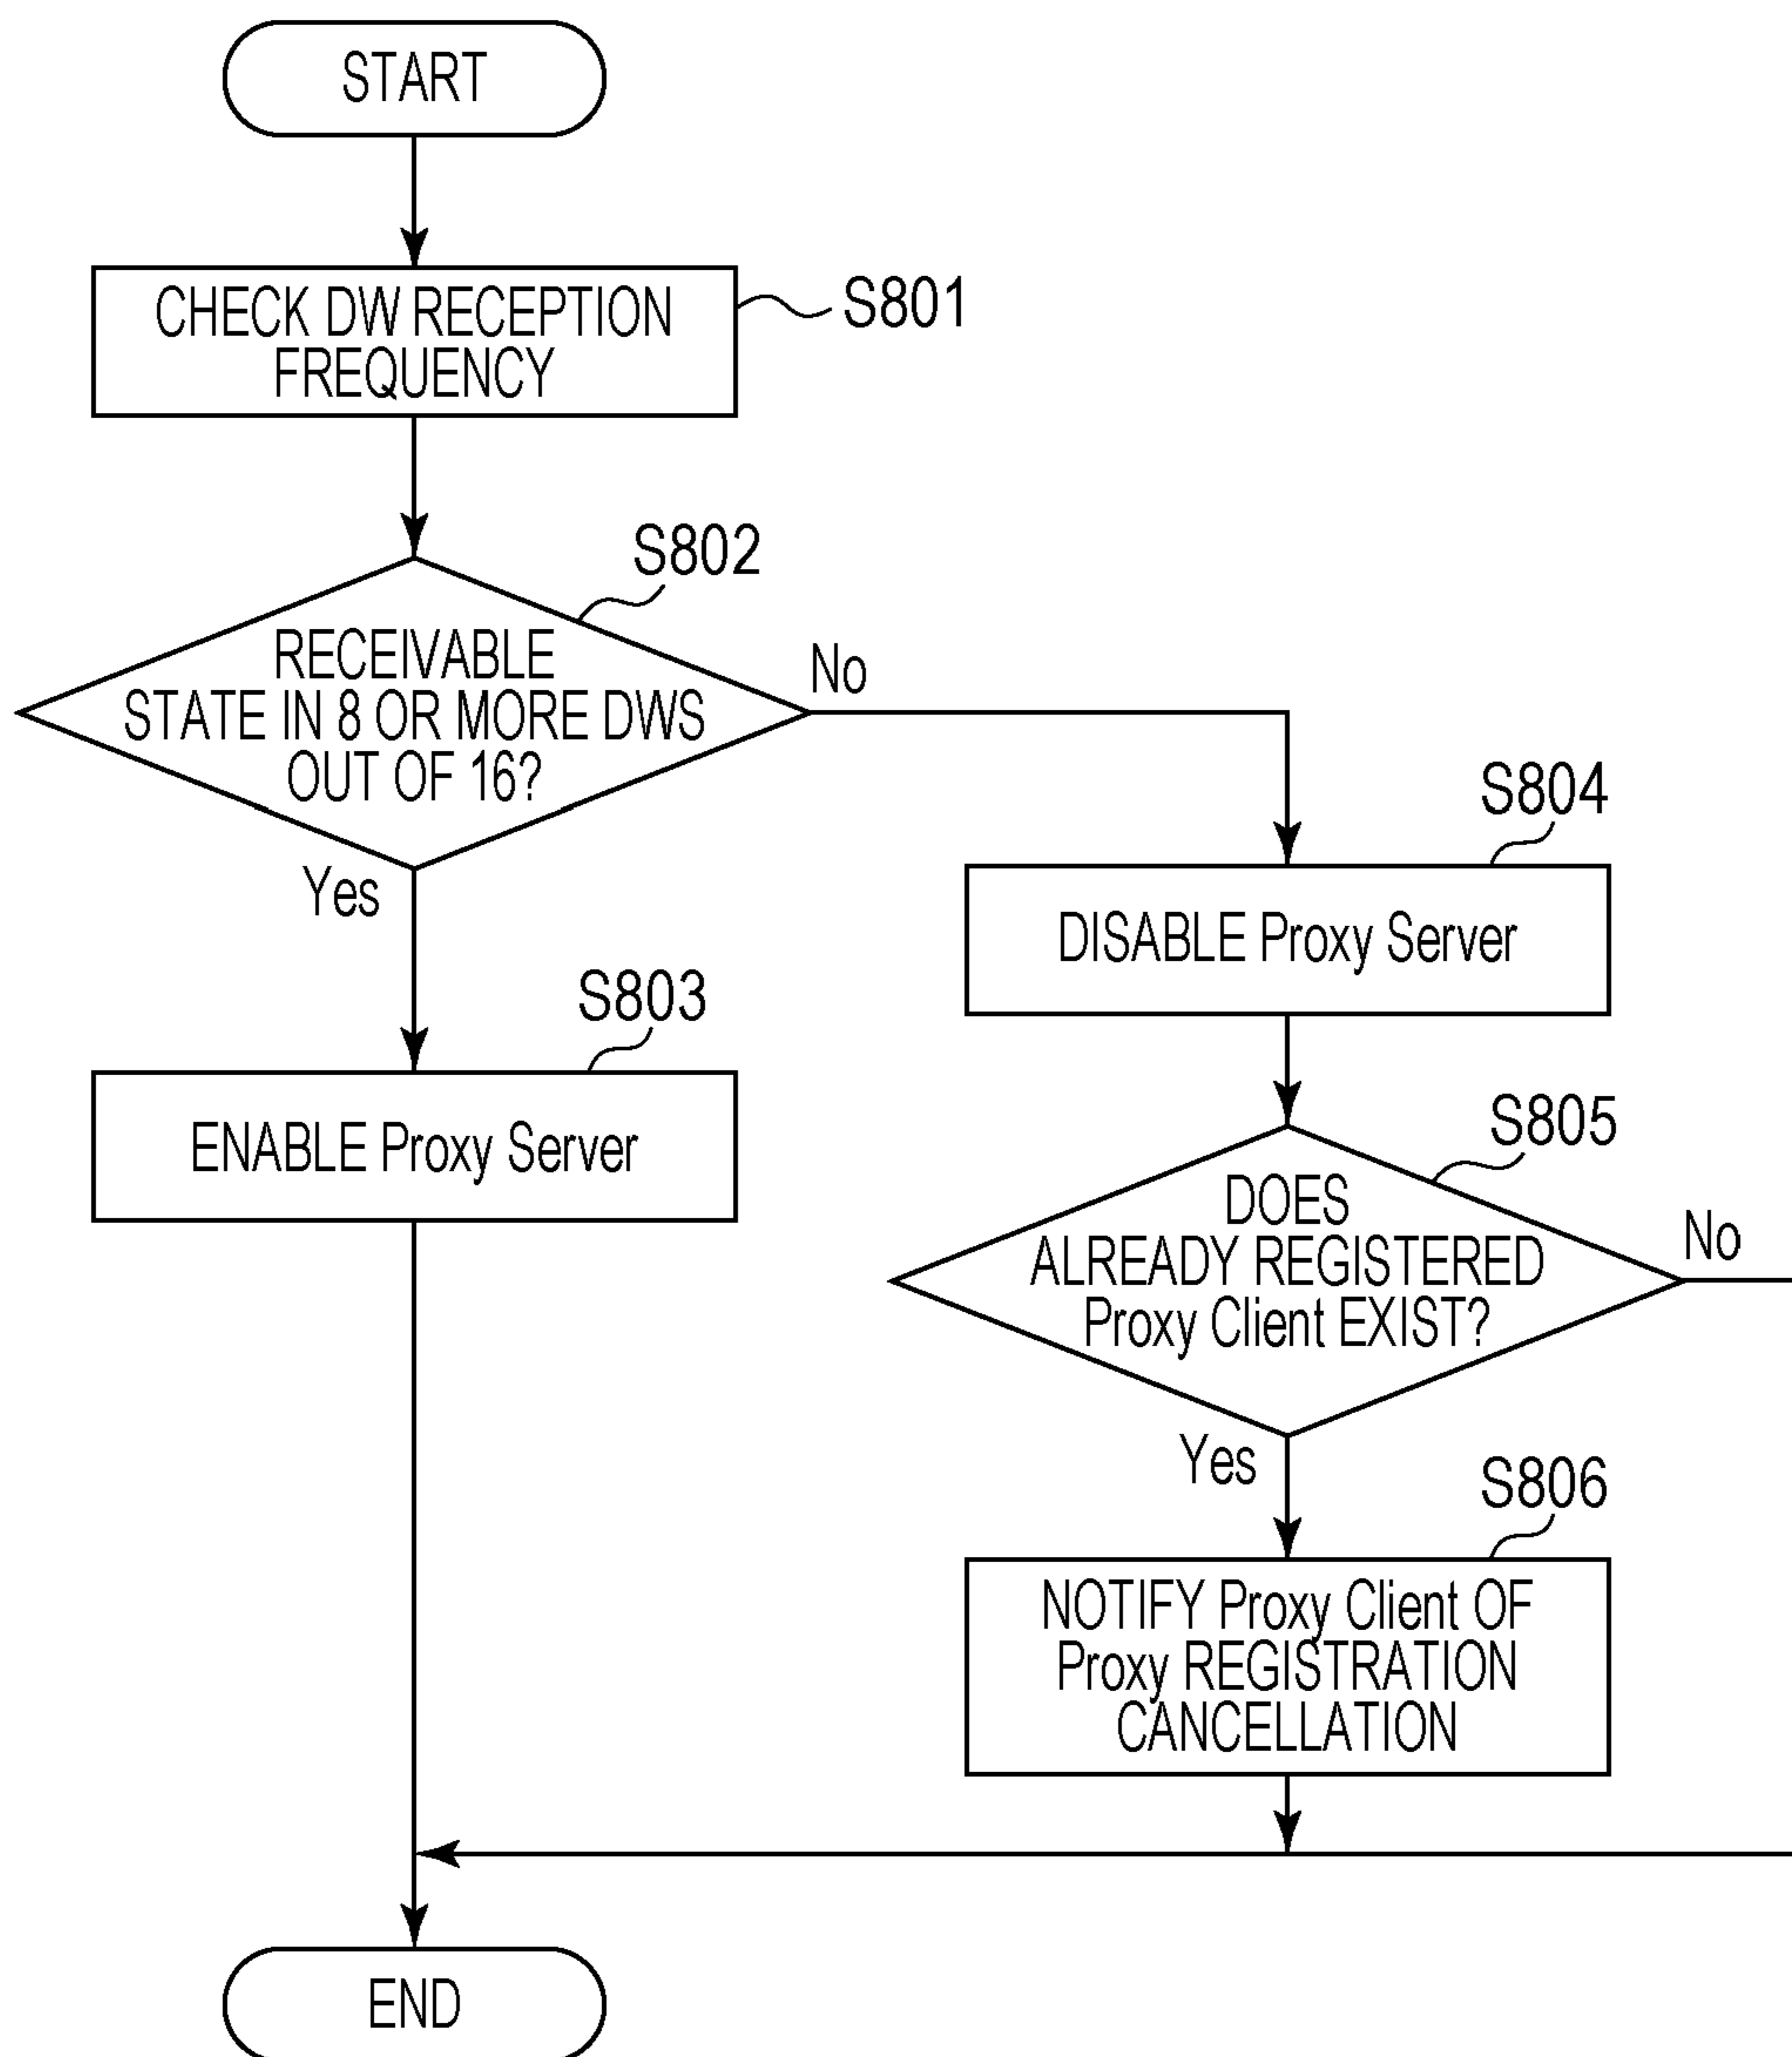 START
CHECK DW RECEPTION
FREQUENCY
S801
S802
RECEIVABLE
STATE IN 8 OR MORE DWS
OUT OF 16?
No
Yes
S803
ENABLE Proxy Server
S804
DISABLE Proxy Server
S805
DOES
ALREADY REGISTERED
Proxy Client EXIST?
No
Yes
S806
NOTIFY Proxy Client OF
Proxy REGISTRATION
CANCELLATION
END